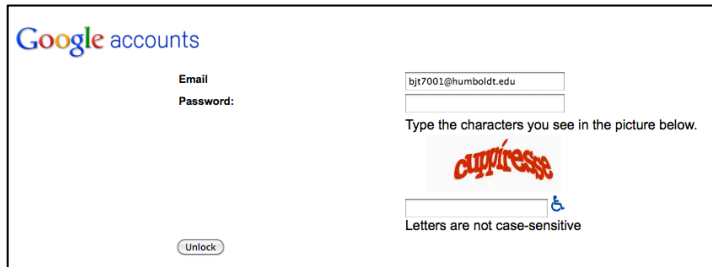 Google accounts
Email bjt7001@humboldt.edu
Password:
Type the characters you see in the picture below.
cuppiresse
Letters are not case-sensitive
Unlock